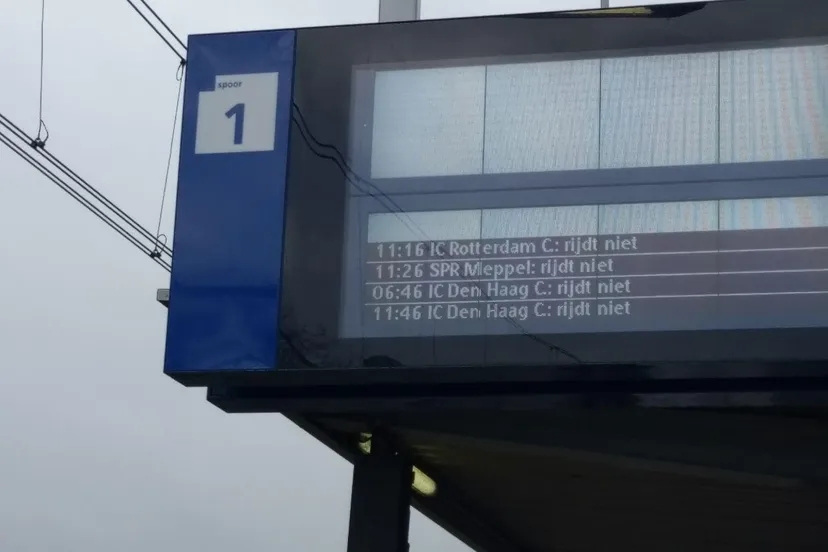 spoor
1
11:16 IC Rotterdam C.: rijdt niet
11:26 SPR Meppel: rijdt niet
06:46 IC Den Haag C.: rijdt niet
11:46 IC Den Haag C.: rijdt niet